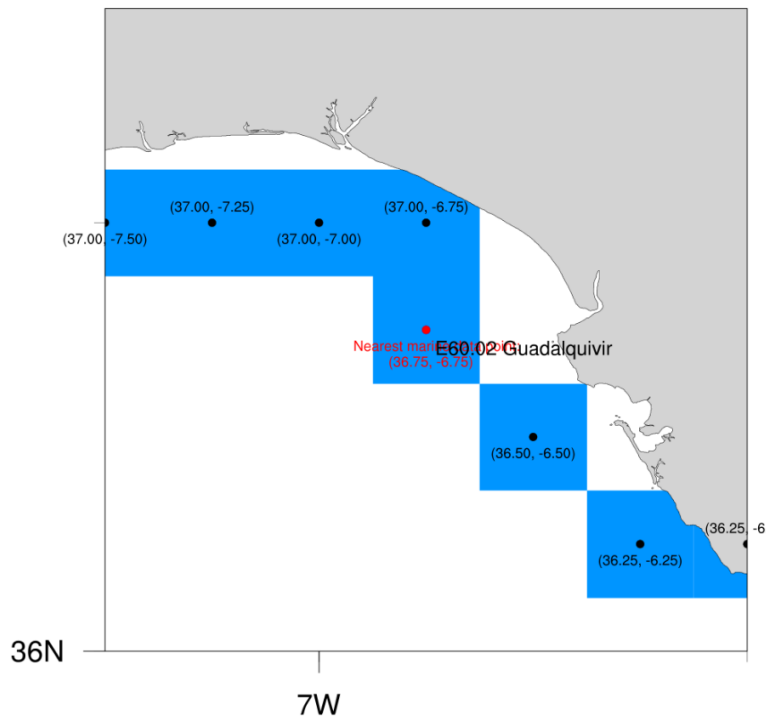 (37.00, -7.25)
(37.00, -6.75)
(37.00, -7.50)
(37.00, -7.00)
Nearest marine data point
E60.02 Guadalquivir
(36.75, -6.75)
(36.50, -6.50)
(36.25, -6
(36.25, -6.25)
36N
7W